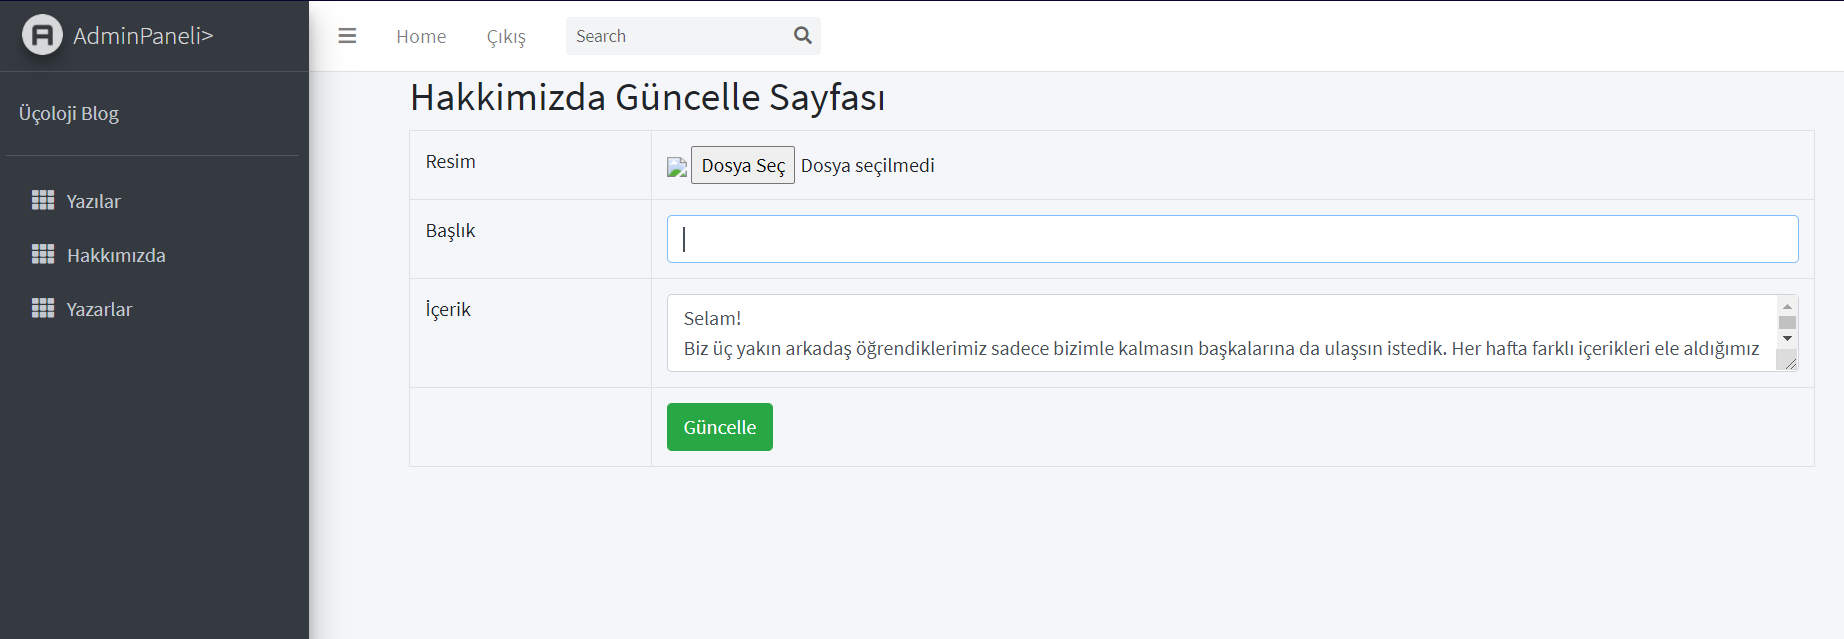 AdminPaneli>
Home
Çıkış
Search
Üçoloji Blog
Yazılar
Hakkımızda
Yazarlar
Hakkimizda Güncelle Sayfası
Resim
Dosya Seç Dosya seçilmedi
Başlık
İçerik
Selam!
Biz üç yakın arkadaş öğrendiklerimiz sadece bizimle kalmasın başkalarına da ulaşsın istedik. Her hafta farklı içerikleri ele aldığımız
Güncelle